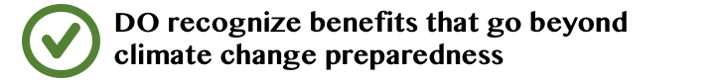 DO recognize benefits that go beyond
climate change preparedness